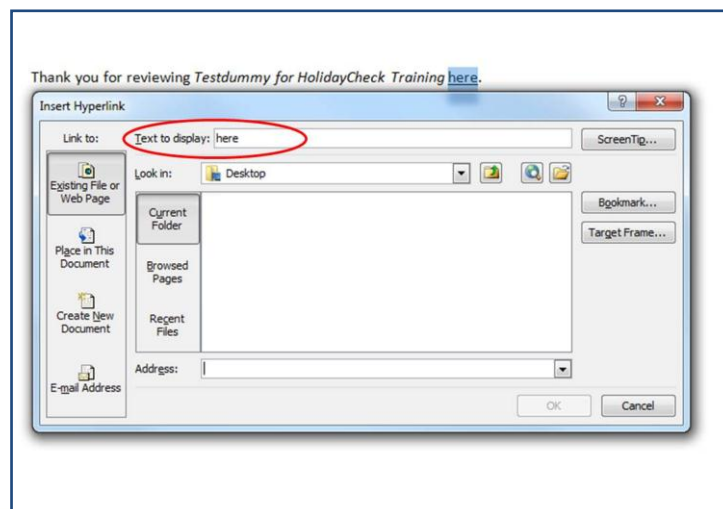 Thank you for reviewing Testdummy for HolidayCheck Training here.
Insert Hyperlink
Link to:
Text to display: here
ScreenTip...
Existing File or
Web Page
Look in: Desktop
Current
Folder
Bookmark...
Target Frame...
Place in This
Document
Browsed
Pages
Create New
Document
Recent
Files
E-mail Address
Address:
OK
Cancel